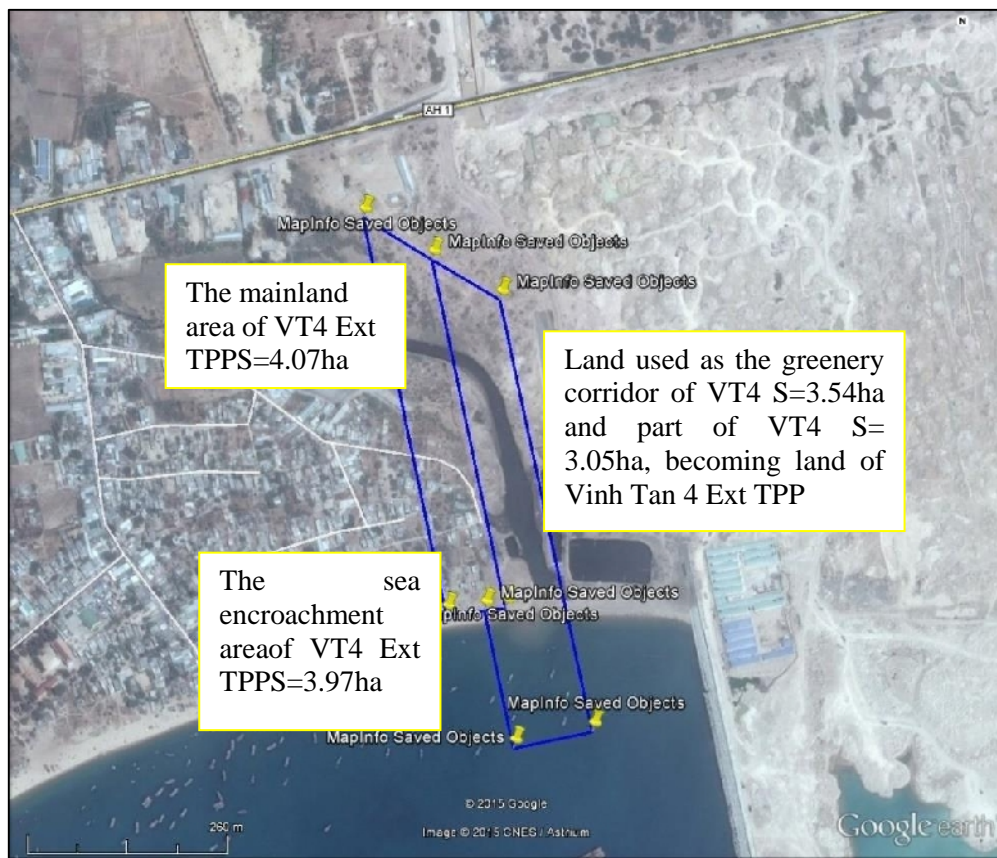 N
AH 1
MapInfo Saved Objects
MapInfo Saved Objects
MapInfo Saved Objects
The mainland
area of VT4 Ext
TPPS=4.07ha
Land used as the greenery
corridor of VT4 S=3.54ha
and part of VT4 S=
3.05ha, becoming land of
Vinh Tan 4 Ext TPP
The sea
encroachment
areaof VT4 Ext
TPPS=3.97ha
MapInfo Saved Objects
Saved Objects
MapInfo Saved Objects
MapInfo Saved Objects
© 2015 Google
Image © 2015 CNES / Astrium
260 m
Google earth